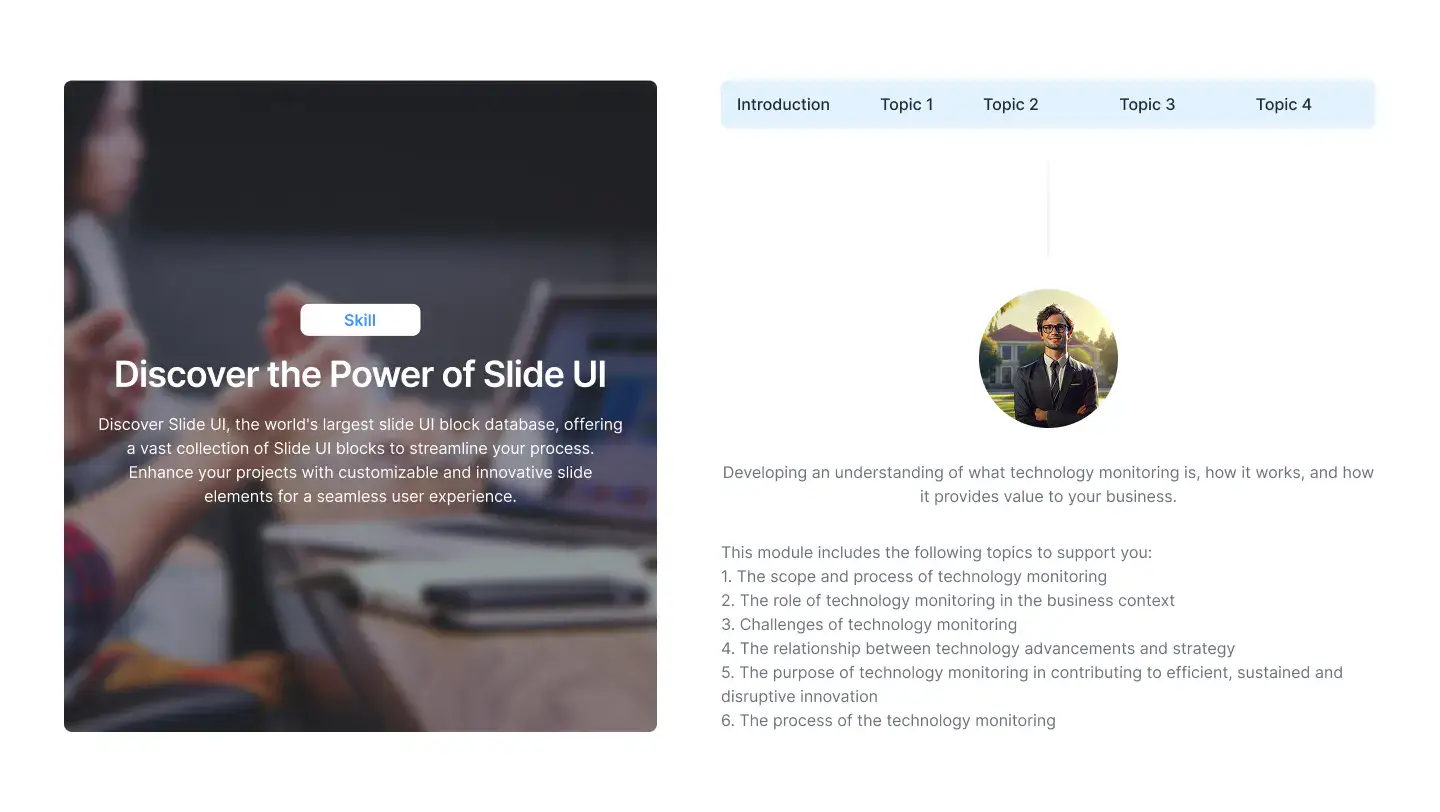 Skill
Discover the Power of Slide UI
Discover Slide UI, the world's largest slide UI block database, offering
a vast collection of Slide UI blocks to streamline your process.
Enhance your projects with customizable and innovative slide
elements for a seamless user experience.
Introduction Topic 1 Topic 2 Topic 3 Topic 4
Developing an understanding of what technology monitoring is, how it works, and how
it provides value to your business.
This module includes the following topics to support you:
1. The scope and process of technology monitoring
2. The role of technology monitoring in the business context
3. Challenges of technology monitoring
4. The relationship between technology advancements and strategy
5. The purpose of technology monitoring in contributing to efficient, sustained and
disruptive innovation
6. The process of the technology monitoring